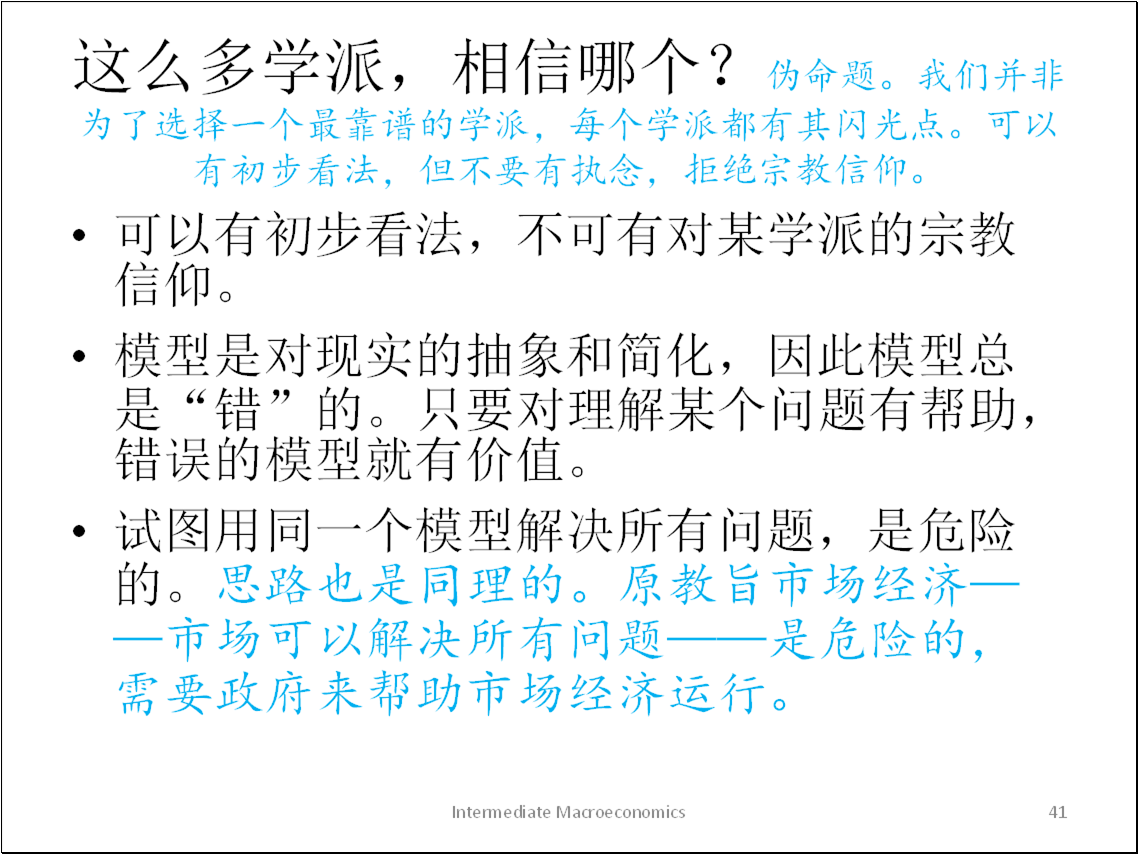 这么多学派，相信哪个？伪命题。我们并非
为了选择一个最靠谱的学派，每个学派都有其闪光点。可以
有初步看法，但不要有执念，拒绝宗教信仰。
• 可以有初步看法，不可有对某学派的宗教
信仰。
• 模型是对现实的抽象和简化，因此模型总
是“错”的。只要对理解某个问题有帮助，
错误的模型就有价值。
• 试图用同一个模型解决所有问题，是危险
的。思路也是同理的。原教旨市场经济—
—市场可以解决所有问题——是危险的，
需要政府来帮助市场经济运行。
Intermediate Macroeconomics 41